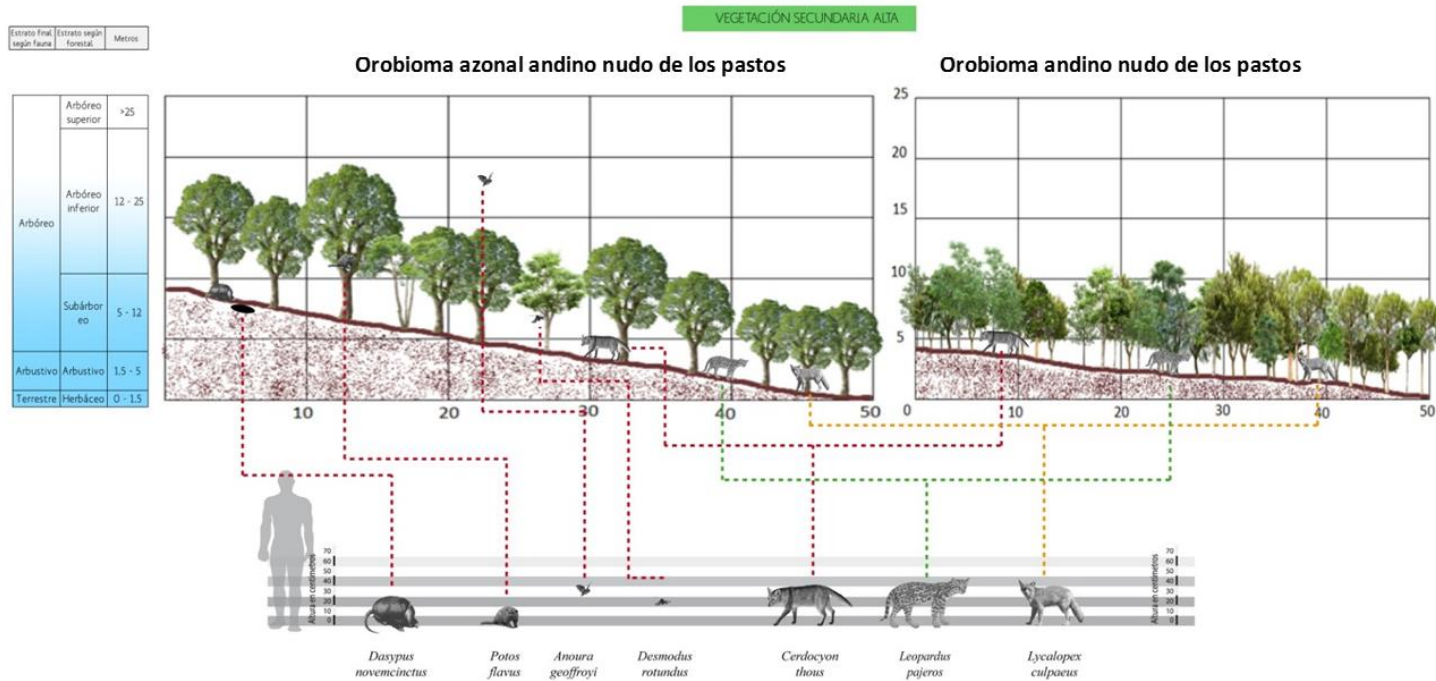 VEGETACIÓN SECUNDARIA ALTA
Estrato final según fauna
Estrato según forestal
Metros
Orobioma azonal andino nudo de los pastos
Orobioma andino nudo de los pastos
Arbóreo
Arbóreo superior
>25
Arbóreo inferior
12 - 25
Subárbor
eo
5 - 12
Arbustivo Arbustivo 1.5 - 5
Terrestre Herbáceo 0 - 1.5
10 20 30 40 50
25
20
15
10
5
0 10 20 30 40 50
Altura en centímetros
70
60
50
40
30
20
10
0
Altura en centímetros
70
60
50
40
30
20
10
0
Dasypus
novemcinctus
Potos
flavus
Anoura
geoffroyi
Desmodus
rotundus
Cerdocyon
thous
Leopardus
pajeros
Lycalopex
culpaeus